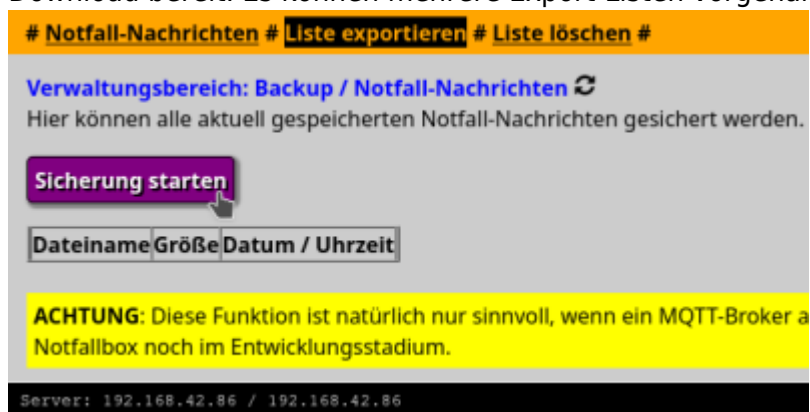 # Notfall-Nachrichten # Liste exportieren # Liste löschen #
Verwaltungsbereich: Backup / Notfall-Nachrichten
Hier können alle aktuell gespeicherten Notfall-Nachrichten gesichert werden.
Sicherung starten
Dateiname Größe Datum / Uhrzeit
ACHTUNG: Diese Funktion ist natürlich nur sinnvoll, wenn ein MQTT-Broker a
Notfallbox noch im Entwicklungsstadium.
Server: 192.168.42.86 / 192.168.42.86